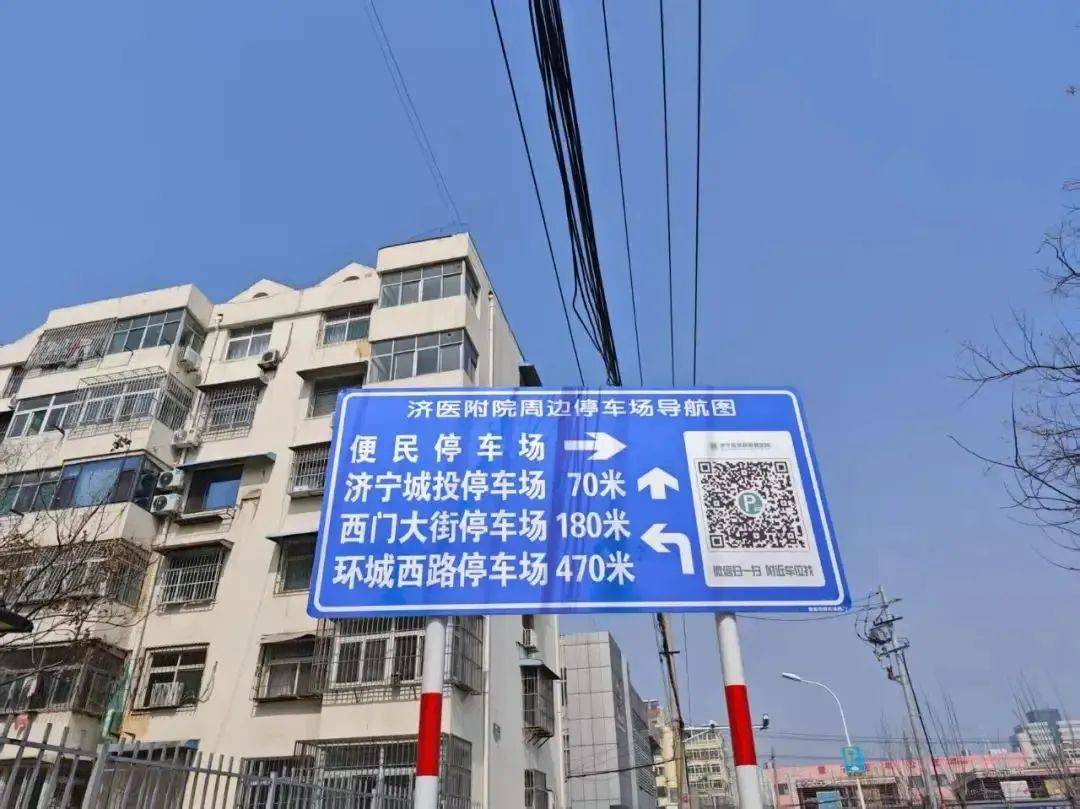 济医附院周边停车场导航图
便民停车场
济宁城投停车场 70米
西门大街停车场 180米
环城西路停车场 470米
P
微信扫一扫 附近车位找